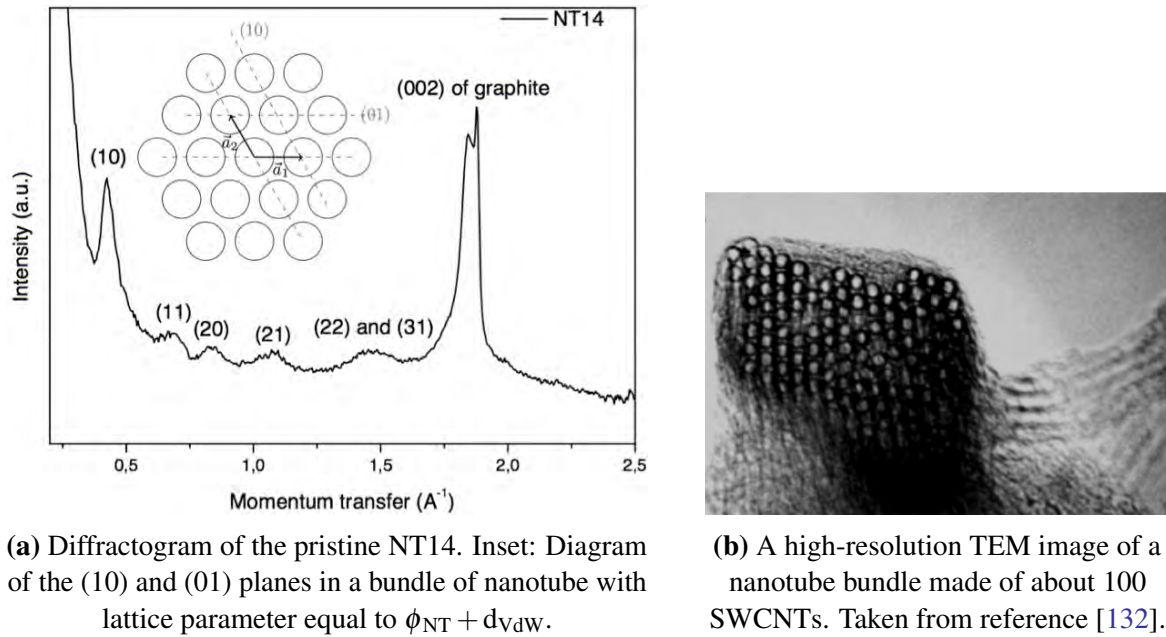 NT14
(10)
(002) of graphite
(01)
(10)
a⃗₂
a⃗₁
(11)
(20)
(21)
(22) and (31)
Intensity (a.u.)
0,5 1,0 1,5 2,0 2,5
Momentum transfer (A⁻¹)
(a) Diffractogram of the pristine NT14. Inset: Diagram
of the (10) and (01) planes in a bundle of nanotube with
lattice parameter equal to ϕNT + dVdW.
(b) A high-resolution TEM image of a
nanotube bundle made of about 100
SWCNTs. Taken from reference [132].